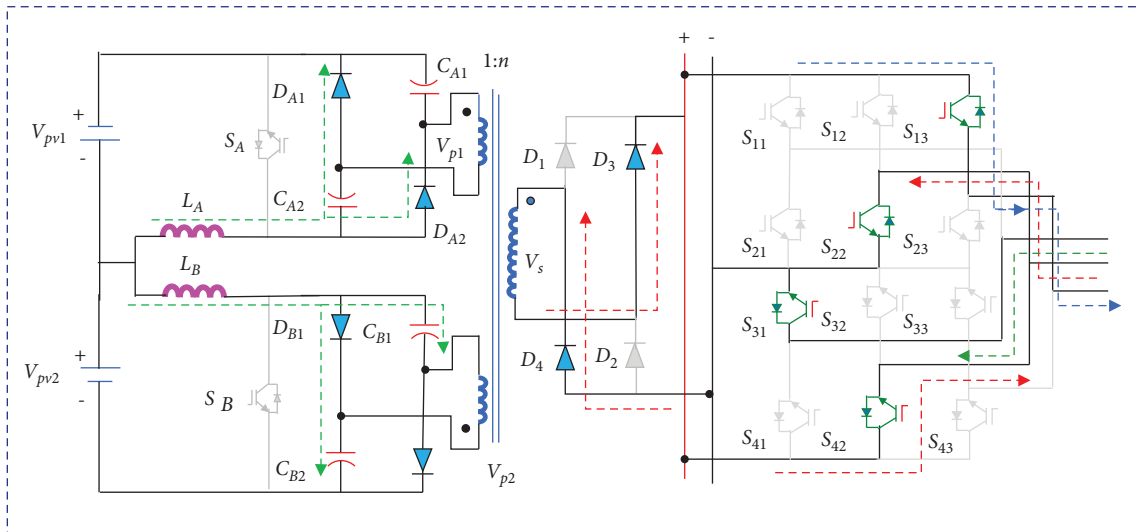 + -
C_A1
1:n
D_A1
+
V_pv1
-
S_A
V_p1
S_11
S_12
S_13
D_1
D_3
L_A
C_A2
D_A2
S_21
S_22
S_23
L_B
V_s
D_B1
C_B1
S_31
S_32
S_33
+
V_pv2
-
D_4
D_2
S_B
S_41
S_42
S_43
C_B2
V_p2